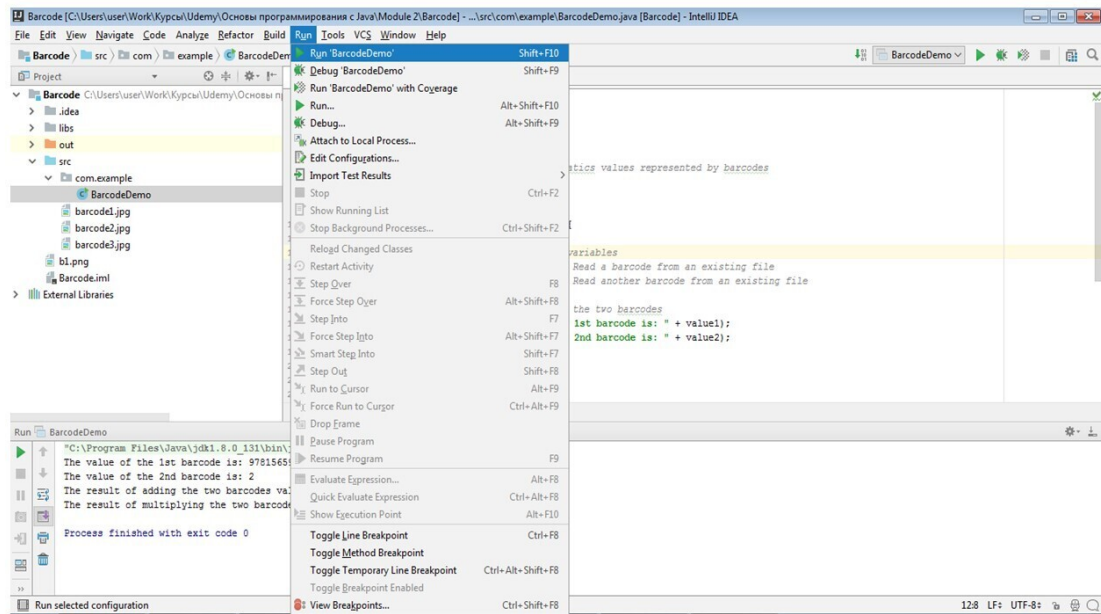 Barcode [C:\Users\user\Work\Курсы\Udemy\Основы программирования с Java\Module 2\Barcode] - ...\src\com\example\BarcodeDemo.java [Barcode] - IntelliJ IDEA
File Edit View Navigate Code Analyze Refactor Build Run Tools VCS Window Help
Barcode src com example BarcodeDem
BarcodeDemo
Project
Barcode C:\Users\user\Work\Курсы\Udemy\Основы п
.idea
libs
out
src
com.example
BarcodeDemo
barcode1.jpg
barcode2.jpg
barcode3.jpg
b1.png
Barcode.iml
External Libraries
Run 'BarcodeDemo' Shift+F10
Debug 'BarcodeDemo' Shift+F9
Run 'BarcodeDemo' with Coverage
Run... Alt+Shift+F10
Debug... Alt+Shift+F9
Attach to Local Process...
Edit Configurations...
Import Test Results
Stop Ctrl+F2
Show Running List
Stop Background Processes... Ctrl+Shift+F2
Reload Changed Classes
Restart Activity
Step Over F8
Force Step Over Alt+Shift+F8
Step Into F7
Force Step Into Alt+Shift+F7
Smart Step Into Shift+F7
Step Out Shift+F8
Run to Cursor Alt+F9
Force Run to Cursor Ctrl+Alt+F9
Drop Frame
Pause Program
Resume Program F9
Evaluate Expression... Alt+F8
Quick Evaluate Expression Ctrl+Alt+F8
Show Execution Point Alt+F10
Toggle Line Breakpoint Ctrl+F8
Toggle Method Breakpoint
Toggle Temporary Line Breakpoint Ctrl+Alt+Shift+F8
Toggle Breakpoint Enabled
View Breakpoints... Ctrl+Shift+F8
tics values represented by barcodes
variables
Read a barcode from an existing file
Read another barcode from an existing file
the two barcodes
1st barcode is: " + value1);
2nd barcode is: " + value2);
Run BarcodeDemo
"C:\Program Files\Java\jdk1.8.0_131\bin\j
The value of the 1st barcode is: 9781565
The value of the 2nd barcode is: 2
The result of adding the two barcodes va
The result of multiplying the two barcode
Process finished with exit code 0
Run selected configuration
12:8 LF÷ UTF-8÷